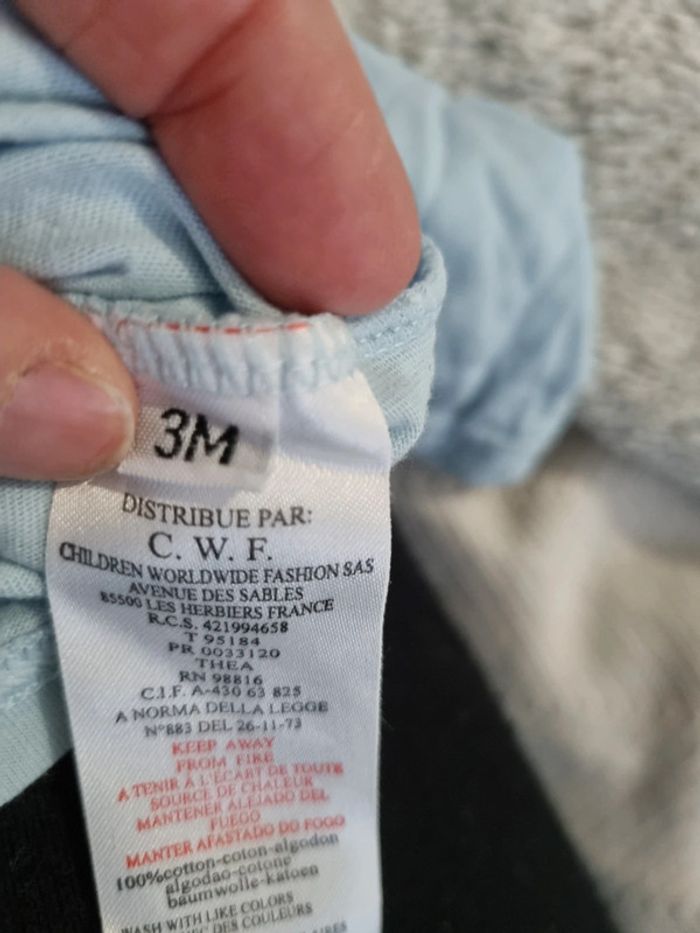 3M
DISTRIBUE PAR:
C. W. F.
CHILDREN WORLDWIDE FASHION SAS
AVENUE DES SABLES
85500 LES HERBIERS FRANCE
R.C.S. 421994658
T 95184
PR 0033120
THEA
RN 98816
C.I.F. A-430 63 825
A NORMA DELLA LEGGE
N°883 DEL 26-11-73
KEEP AWAY
FROM FIRE
A TENIR À L'ÉCART DE TOUTE
SOURCE DE CHALEUR
MANTENER ALEJADO DEL
FUEGO
MANTER AFASTADO DO FOGO
100%cotton-coton-algodon
algodao-cotone
baumwolle-katoen
WASH WITH LIKE COLORS
DES COULEURS